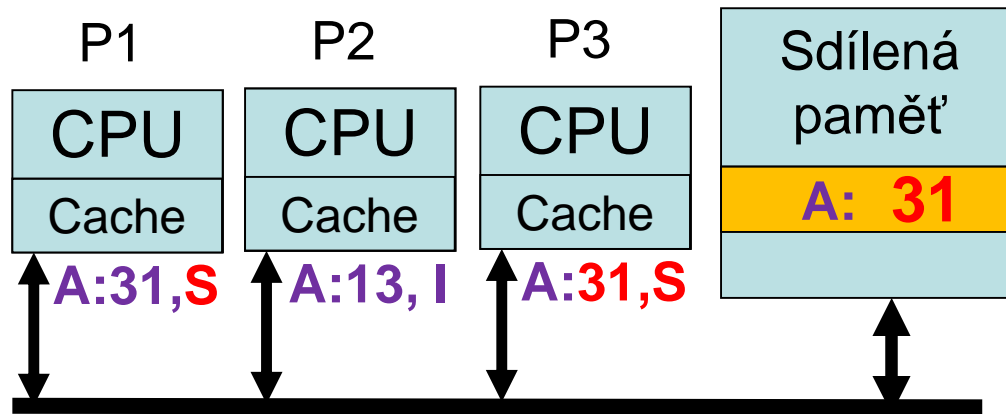 P1
P2
P3
CPU
CPU
CPU
Cache
Cache
Cache
A:31,S
A:13, I
A:31,S
Sdílená
paměť
A: 31